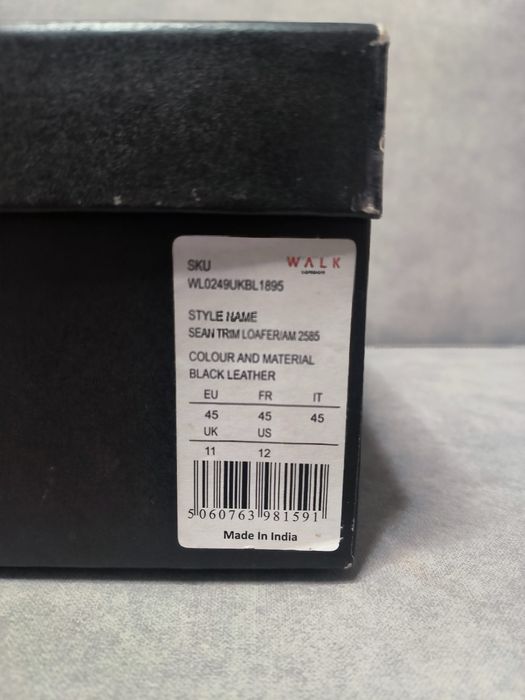 SKU
WALK
LONDON
WL0249UKBL1895
STYLE NAME
SEAN TRIM LOAFER/AM 2585
COLOUR AND MATERIAL
BLACK LEATHER
EU FR IT
45 45 45
UK US
11 12
5 060763 981591
Made In India